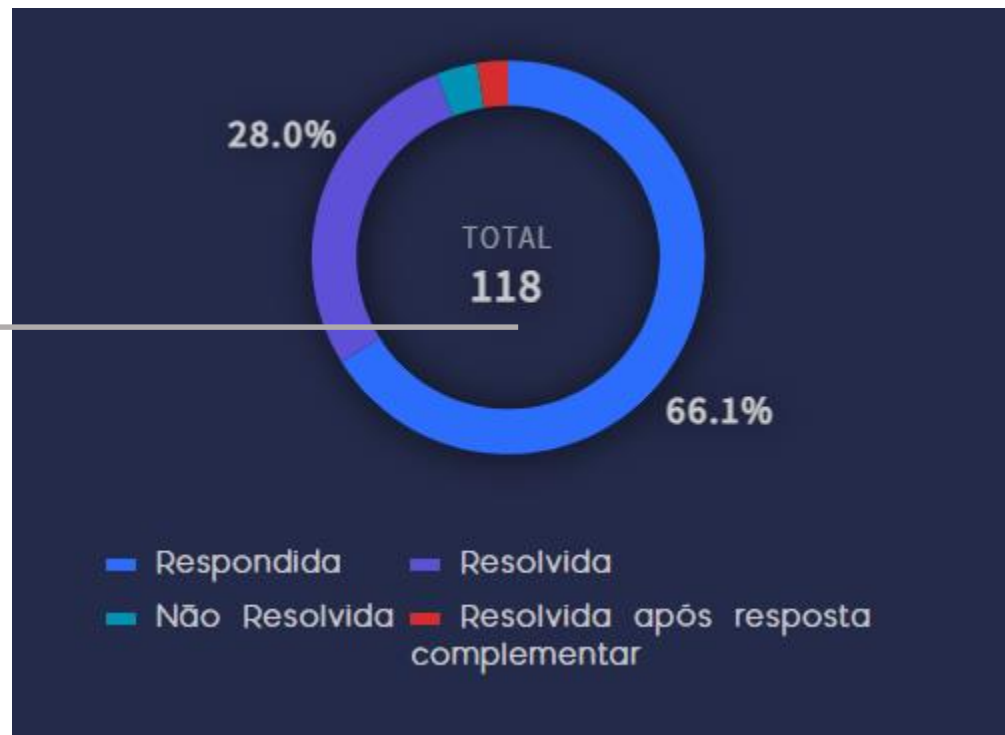 28.0%
TOTAL
118
66.1%
Respondida Resolvida
Não Resolvida Resolvida após resposta
complementar